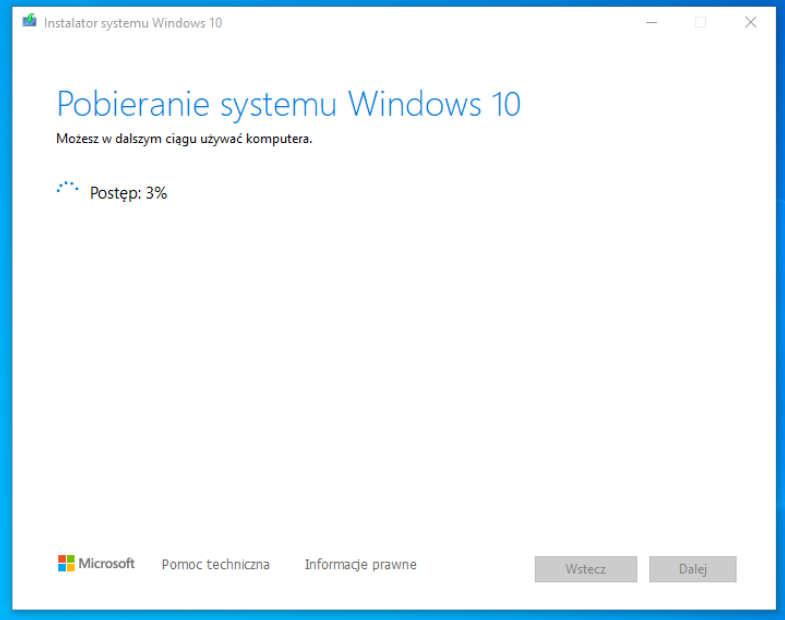 Instalator systemu Windows 10
Pobieranie systemu Windows 10
Możesz w dalszym ciągu używać komputera.
Postęp: 3%
Microsoft Pomoc techniczna Informacje prawne Wstecz Dalej